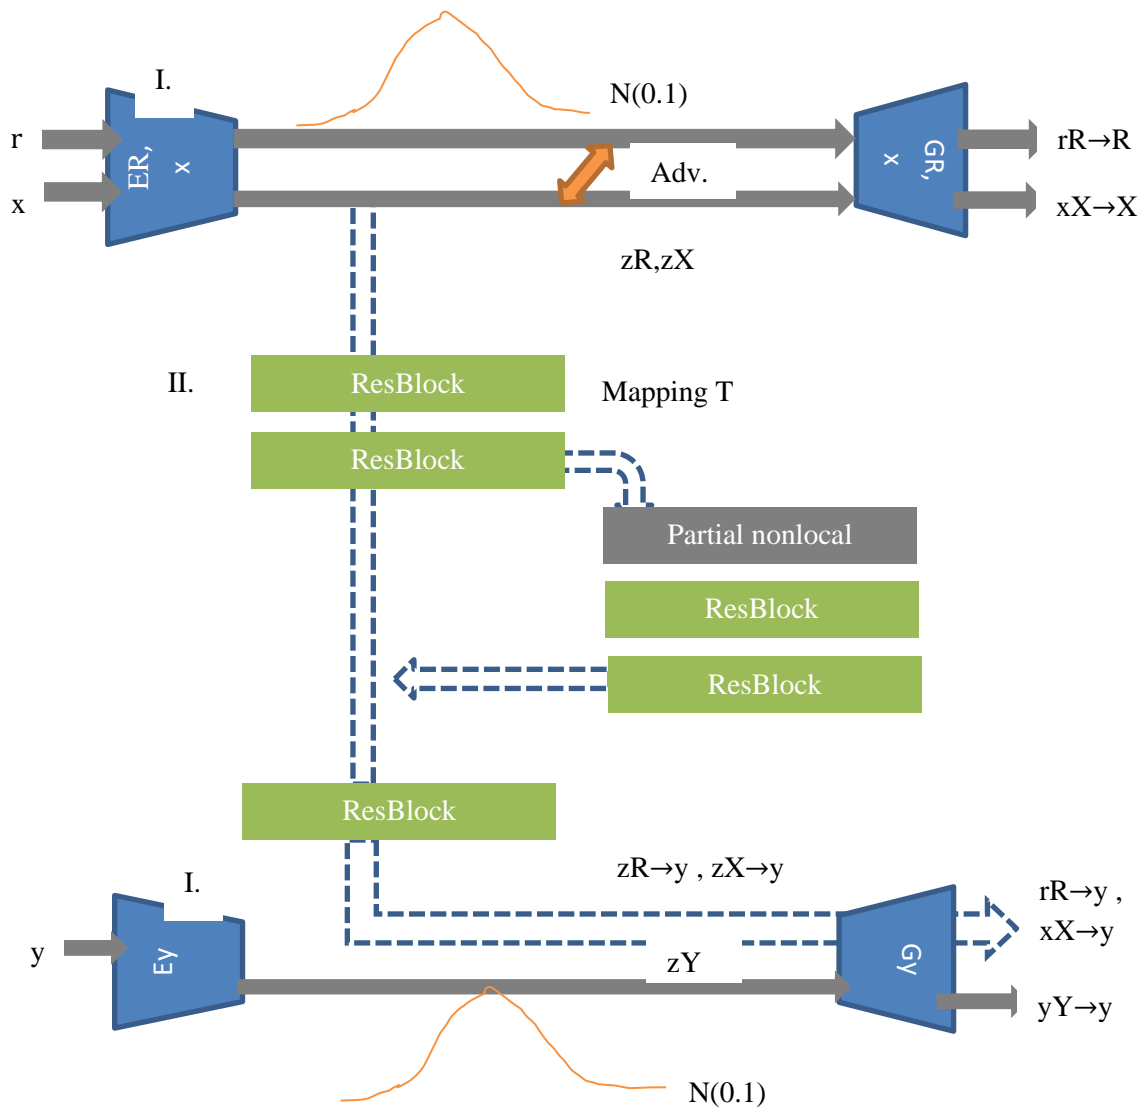 I.
N(0.1)
r
ER,
x
Adv.
GR,
x
rR→R
x
xX→X
zR,zX
II.
ResBlock
Mapping T
ResBlock
Partial nonlocal
ResBlock
ResBlock
ResBlock
I.
zR→y , zX→y
rR→y ,
xX→y
y
Ey
zY
Gy
yY→y
N(0.1)